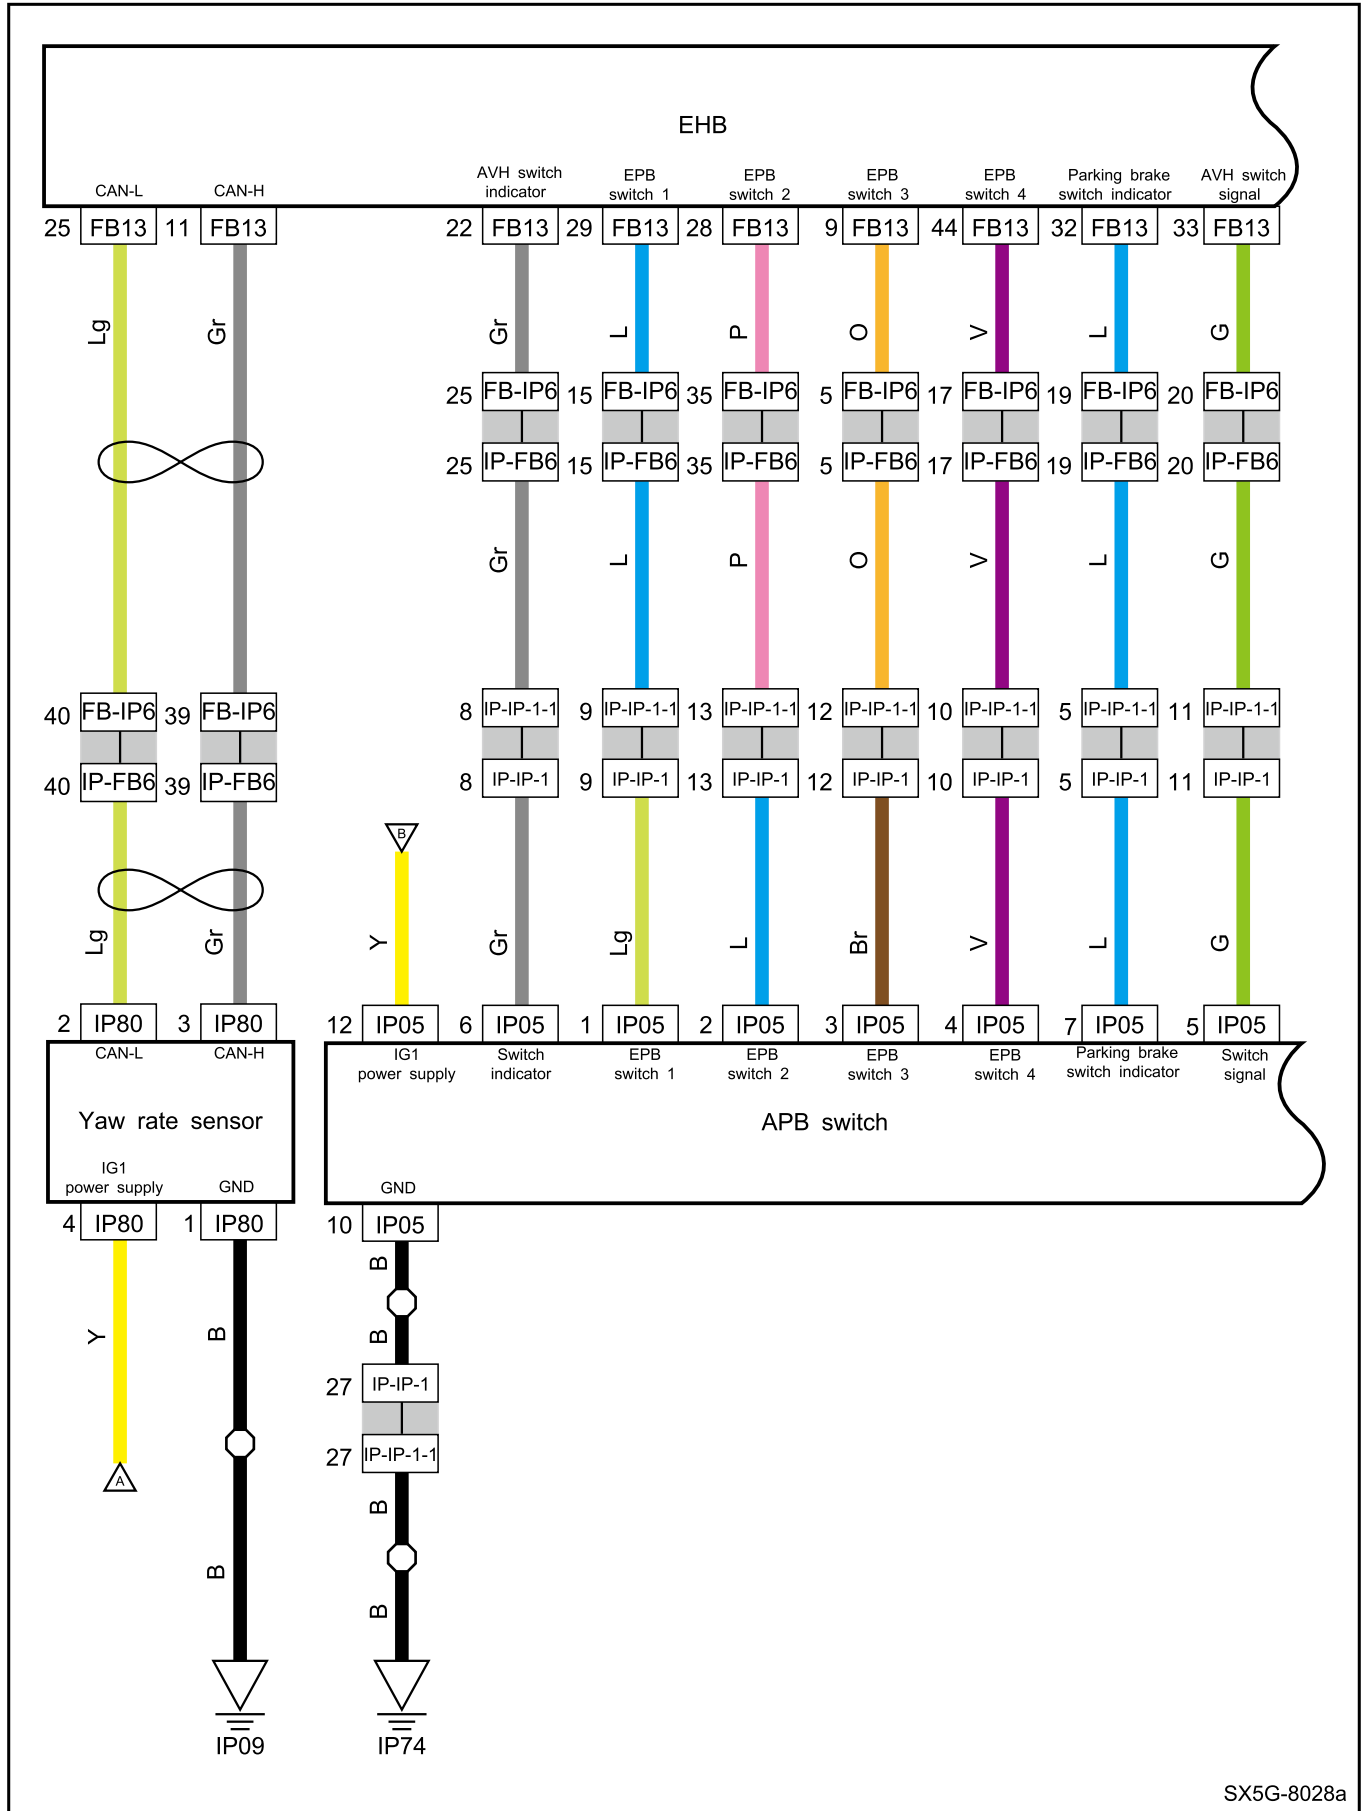 EHB
CAN-L CAN-H AVH switch indicator EPB switch 1 EPB switch 2 EPB switch 3 EPB switch 4 Parking brake switch indicator AVH switch signal
25 FB13 11 FB13 22 FB13 29 FB13 28 FB13 9 FB13 44 FB13 32 FB13 33 FB13
Lg Gr Gr L P O V L G
25 FB-IP6 15 FB-IP6 35 FB-IP6 5 FB-IP6 17 FB-IP6 19 FB-IP6 20 FB-IP6
25 IP-FB6 15 IP-FB6 35 IP-FB6 5 IP-FB6 17 IP-FB6 19 IP-FB6 20 IP-FB6
Gr L P O V L G
40 FB-IP6 39 FB-IP6 8 IP-IP-1-1 9 IP-IP-1-1 13 IP-IP-1-1 12 IP-IP-1-1 10 IP-IP-1-1 5 IP-IP-1-1 11 IP-IP-1-1
40 IP-FB6 39 IP-FB6 8 IP-IP-1 9 IP-IP-1 13 IP-IP-1 12 IP-IP-1 10 IP-IP-1 5 IP-IP-1 11 IP-IP-1
B
Lg Gr Y Gr Lg L Br V L G
2 IP80 3 IP80 12 IP05 6 IP05 1 IP05 2 IP05 3 IP05 4 IP05 7 IP05 5 IP05
CAN-L CAN-H IG1 power supply Switch indicator EPB switch 1 EPB switch 2 EPB switch 3 EPB switch 4 Parking brake switch indicator Switch signal
Yaw rate sensor APB switch
IG1 power supply GND GND
4 IP80 1 IP80 10 IP05
B
Y B B
27 IP-IP-1
27 IP-IP-1-1
A
B
B
B
IP09 IP74
SX5G-8028a